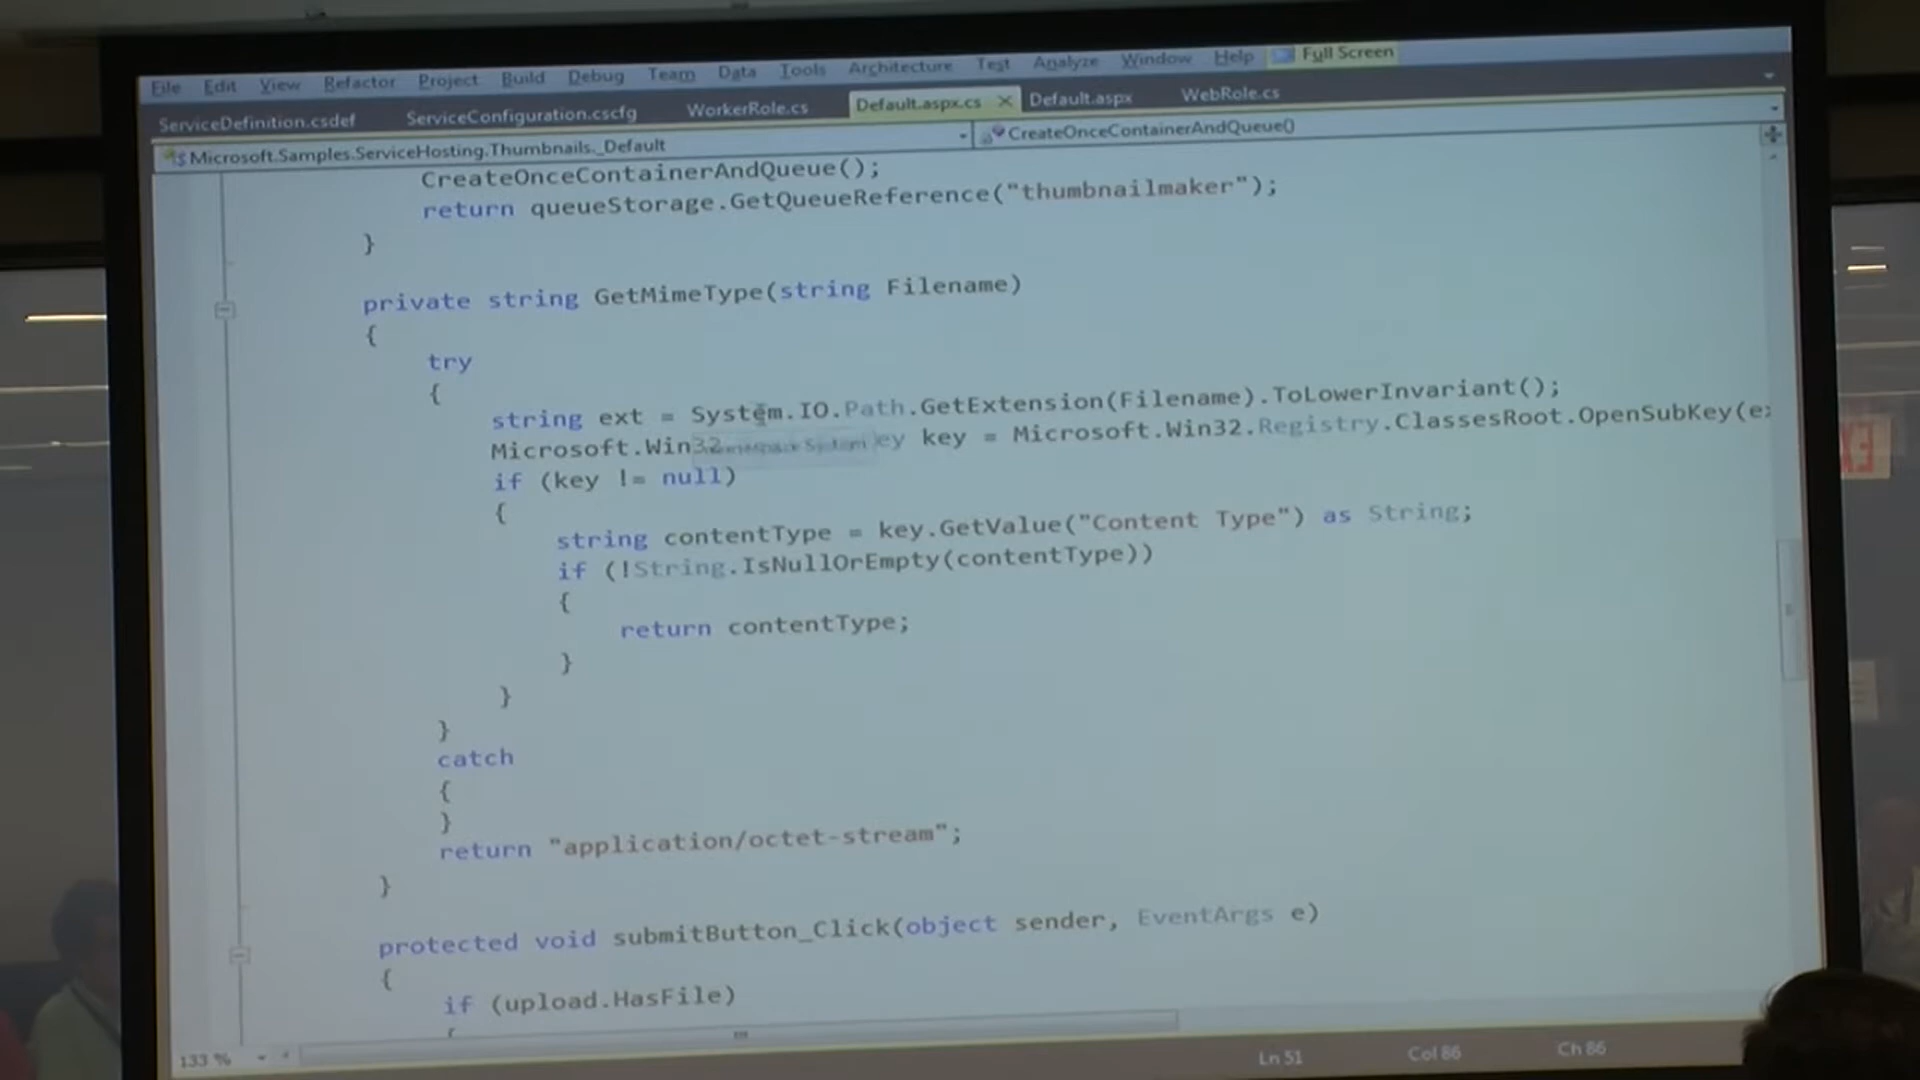 File Edit View Refactor Project Build Debug Team Data Tools Architecture Test Analyze Window Help Full Screen
ServiceDefinition.csdef ServiceConfiguration.cscfg WorkerRole.cs Default.aspx.cs Default.aspx WebRole.cs
Microsoft.Samples.ServiceHosting.Thumbnails._Default CreateOnceContainerAndQueue()
CreateOnceContainerAndQueue();
return queueStorage.GetQueueReference("thumbnailmaker");
}
private string GetMimeType(string Filename)
{
try
{
string ext = System.IO.Path.GetExtension(Filename).ToLowerInvariant();
Microsoft.Win32 ey key = Microsoft.Win32.Registry.ClassesRoot.OpenSubKey(e
if (key != null)
{
string contentType = key.GetValue("Content Type") as String;
if (!String.IsNullOrEmpty(contentType))
{
return contentType;
}
}
}
catch
{
}
return "application/octet-stream";
}
protected void submitButton_Click(object sender, EventArgs e)
{
if (upload.HasFile)
{
133 %
Ln 51 Col 86 Ch 86